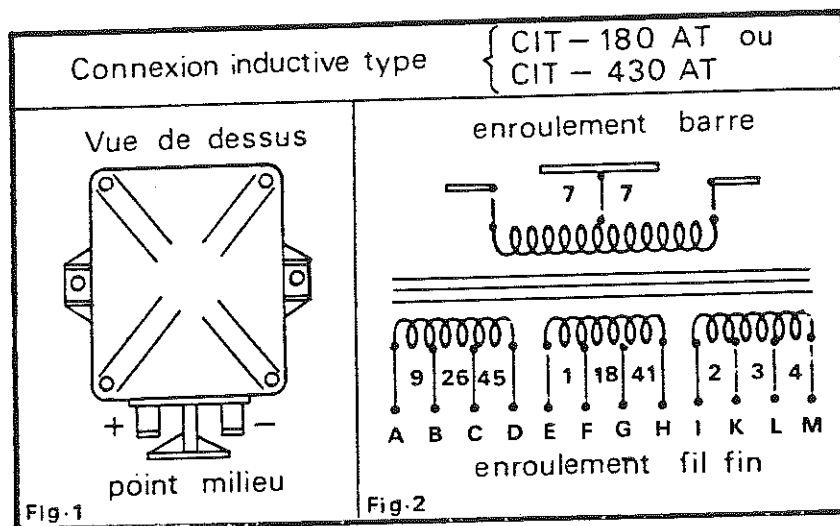 Connexion inductive type { CIT – 180 AT ou
CIT – 430 AT
Vue de dessus
+ –
point milieu
Fig.1
enroulement barre
7 7
9 26 45 1 18 41 2 3 4
A B C D E F G H I K L M
enroulement fil fin
Fig.2